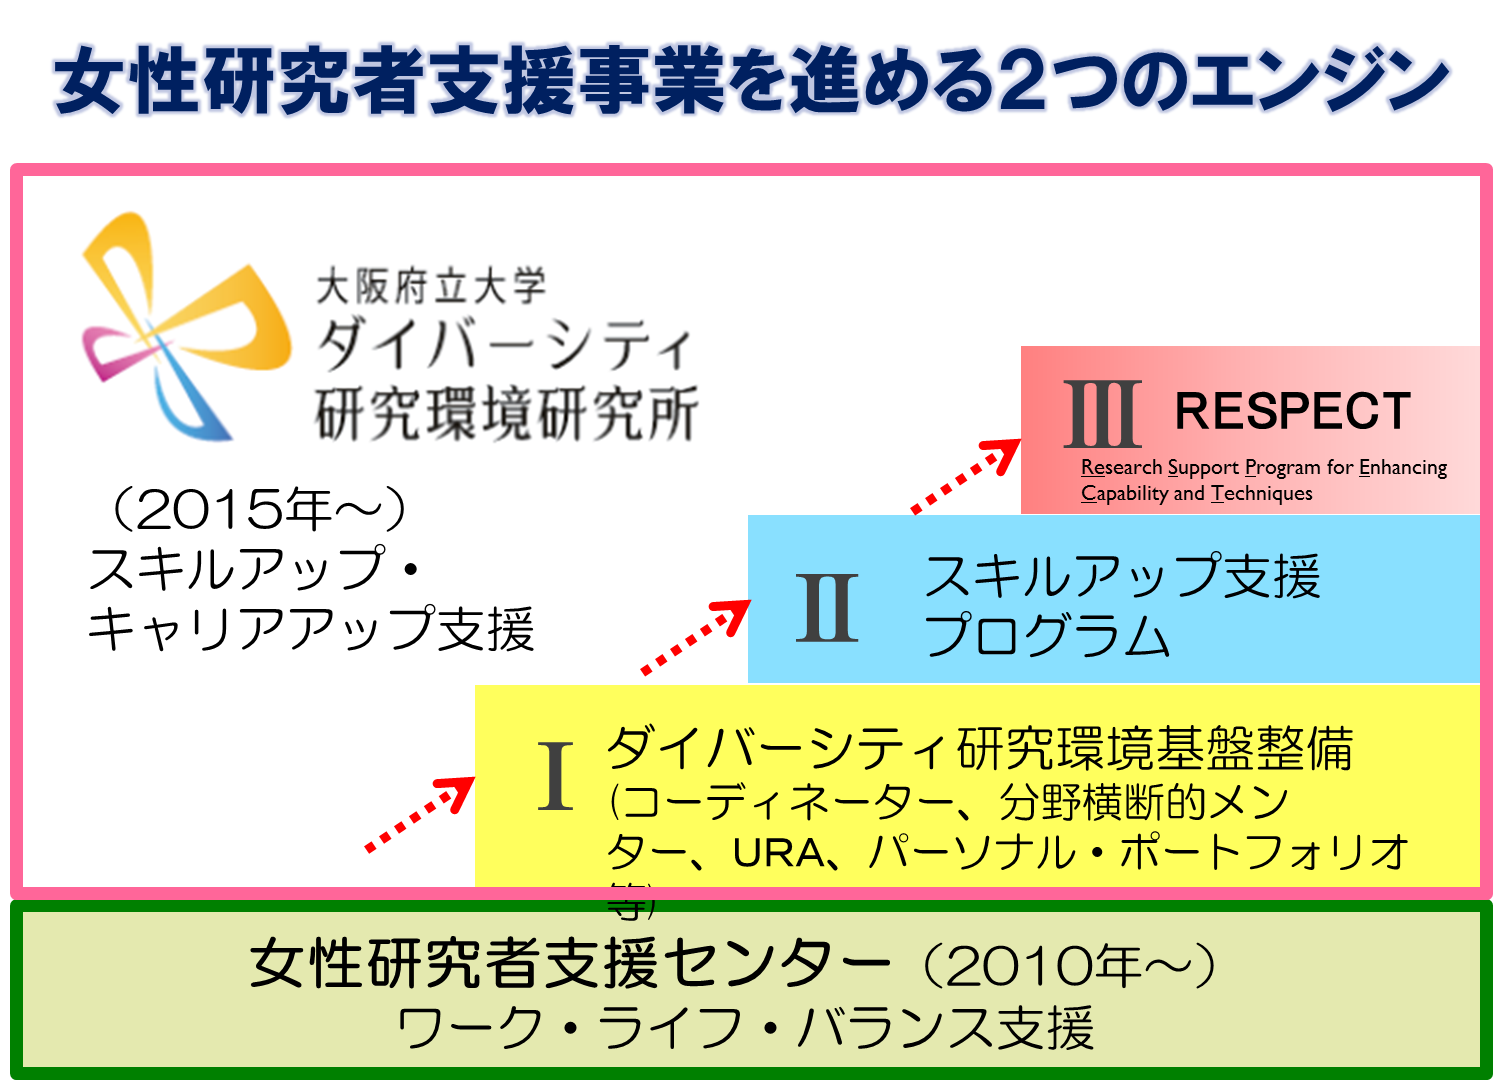 女性研究者支援事業を進める2つのエンジン
大阪府立大学
ダイバーシティ
研究環境研究所
（2015年～）
スキルアップ・
キャリアアップ支援
Ⅲ RESPECT
Research Support Program for Enhancing
Capability and Techniques
Ⅱ スキルアップ支援
プログラム
Ⅰ ダイバーシティ研究環境基盤整備
(コーディネーター、分野横断的メン
ター、URA、パーソナル・ポートフォリオ
等)
女性研究者支援センター（2010年～）
ワーク・ライフ・バランス支援